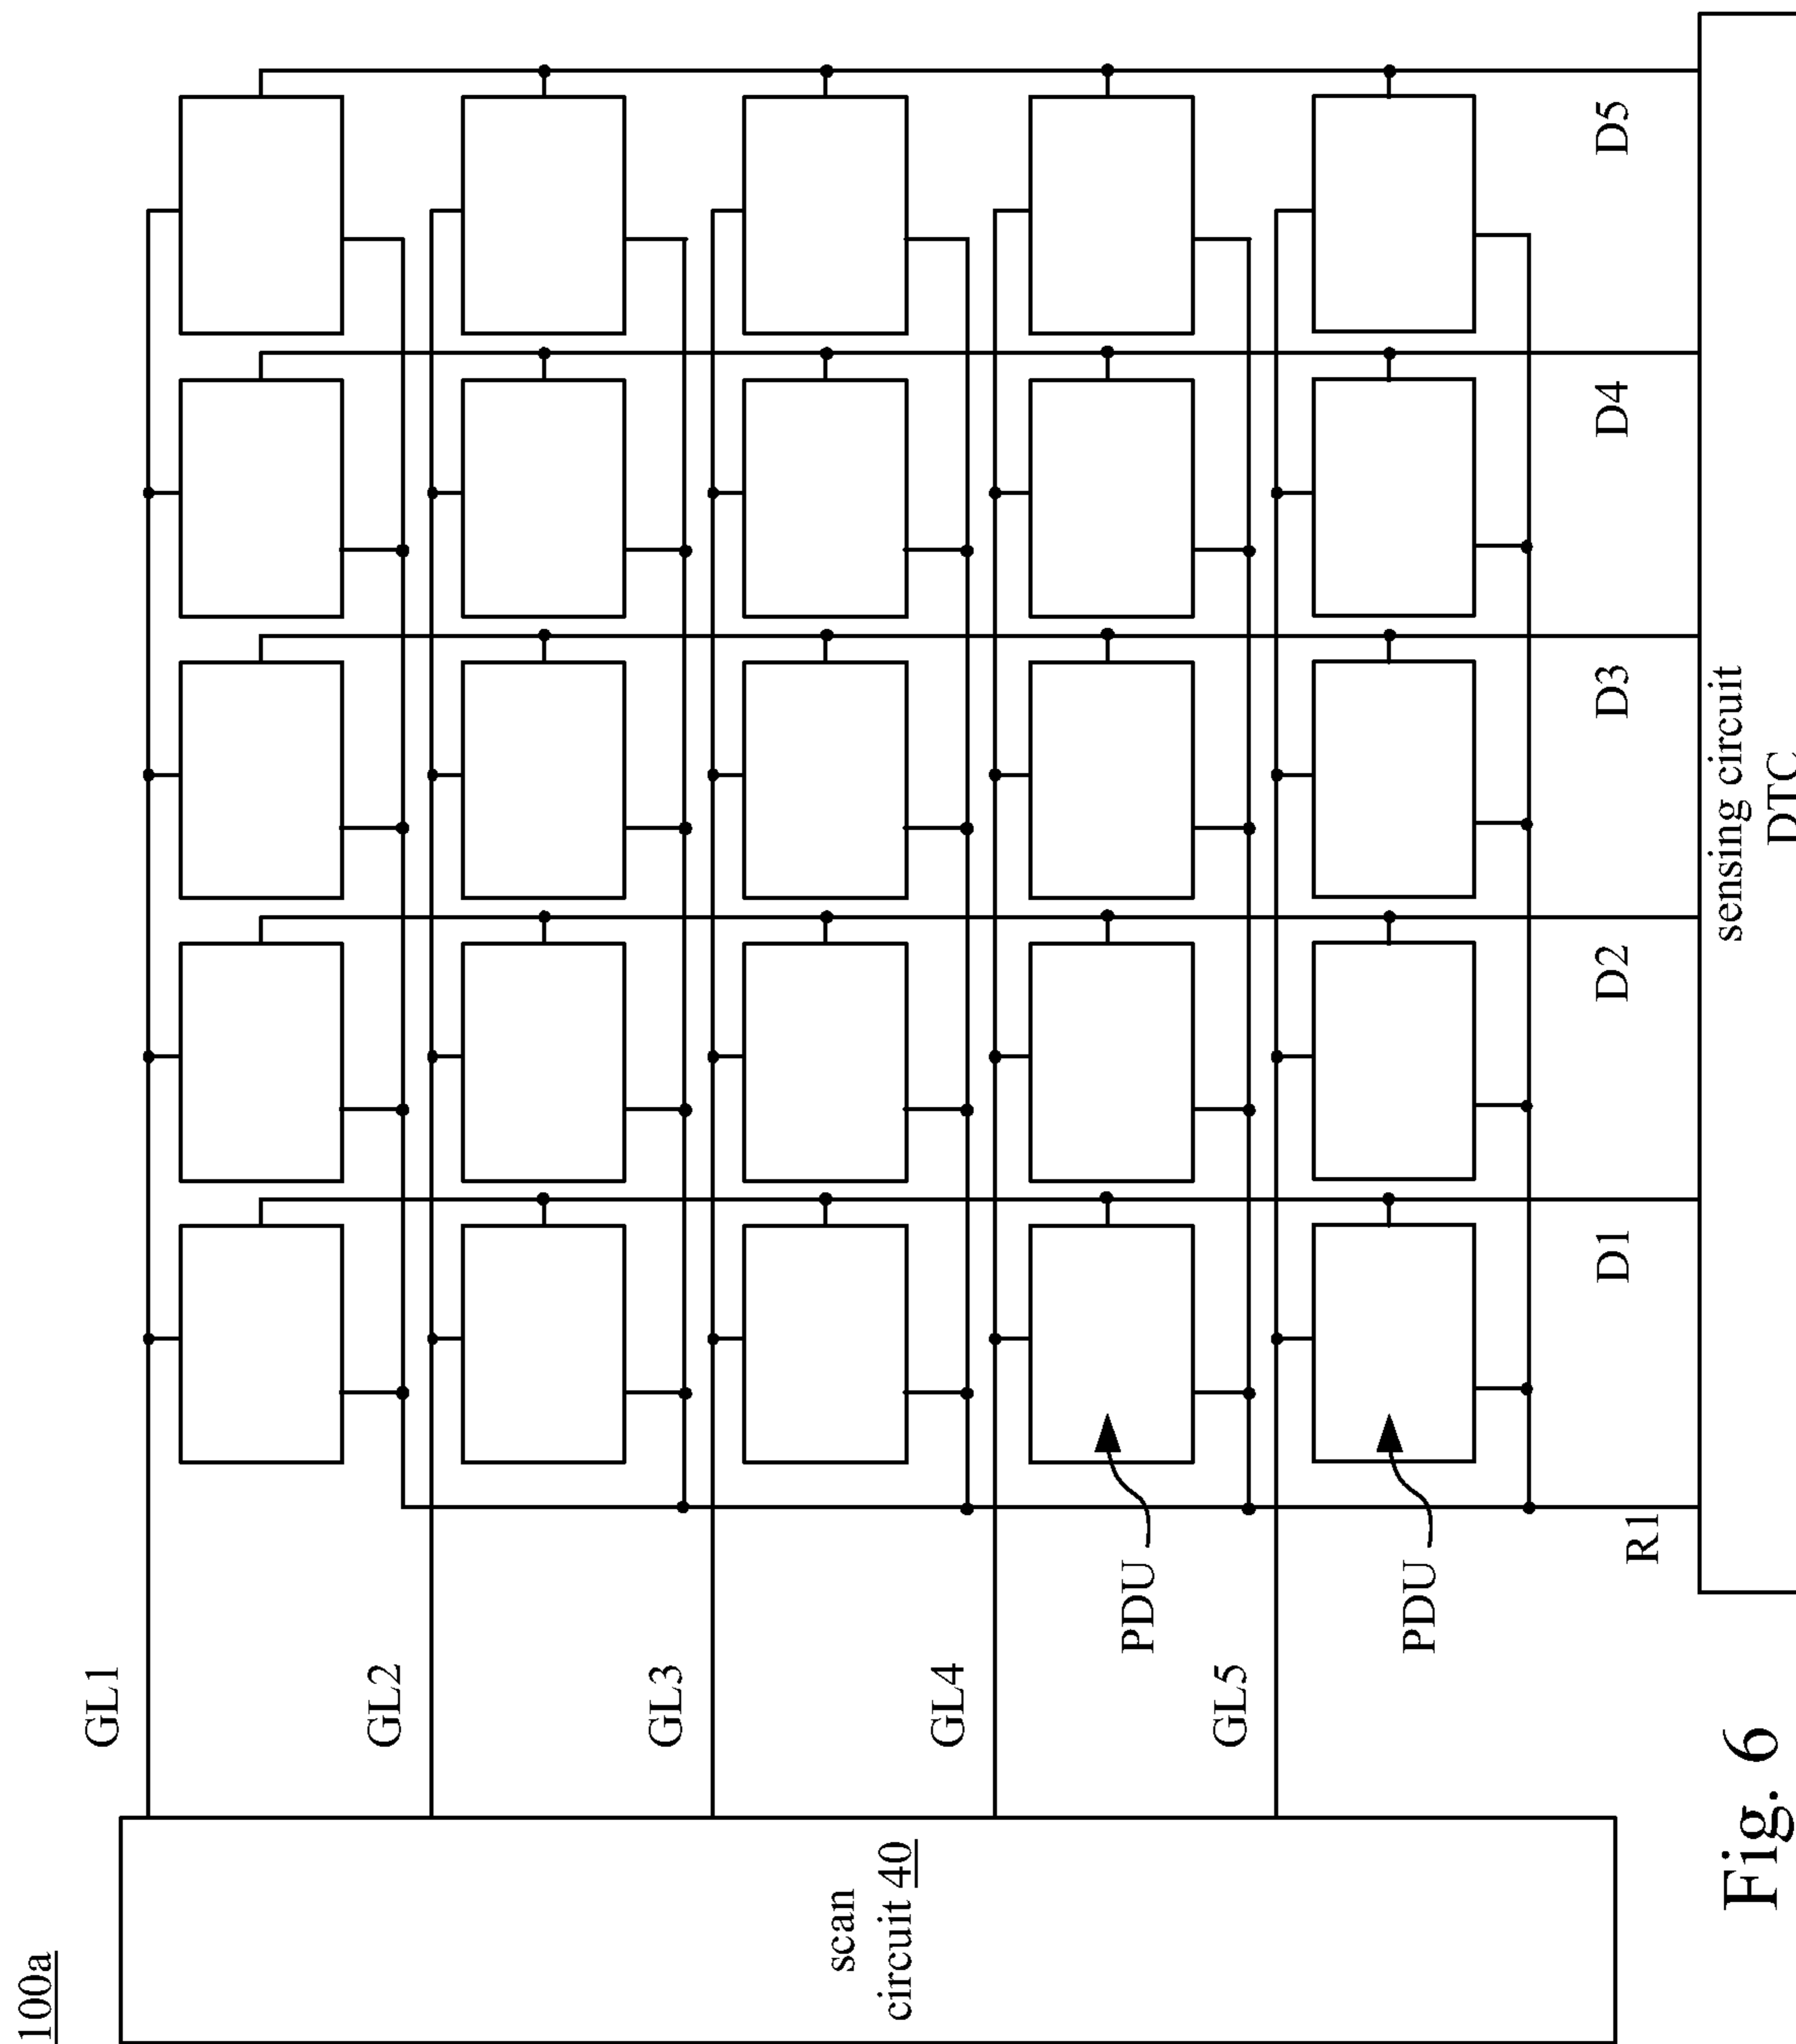 100a
GL1
GL2
GL3
GL4
GL5
PDU
PDU
scan
circuit 40
R1
D1
D2
D3
D4
D5
sensing circuit
DTC
Fig. 6